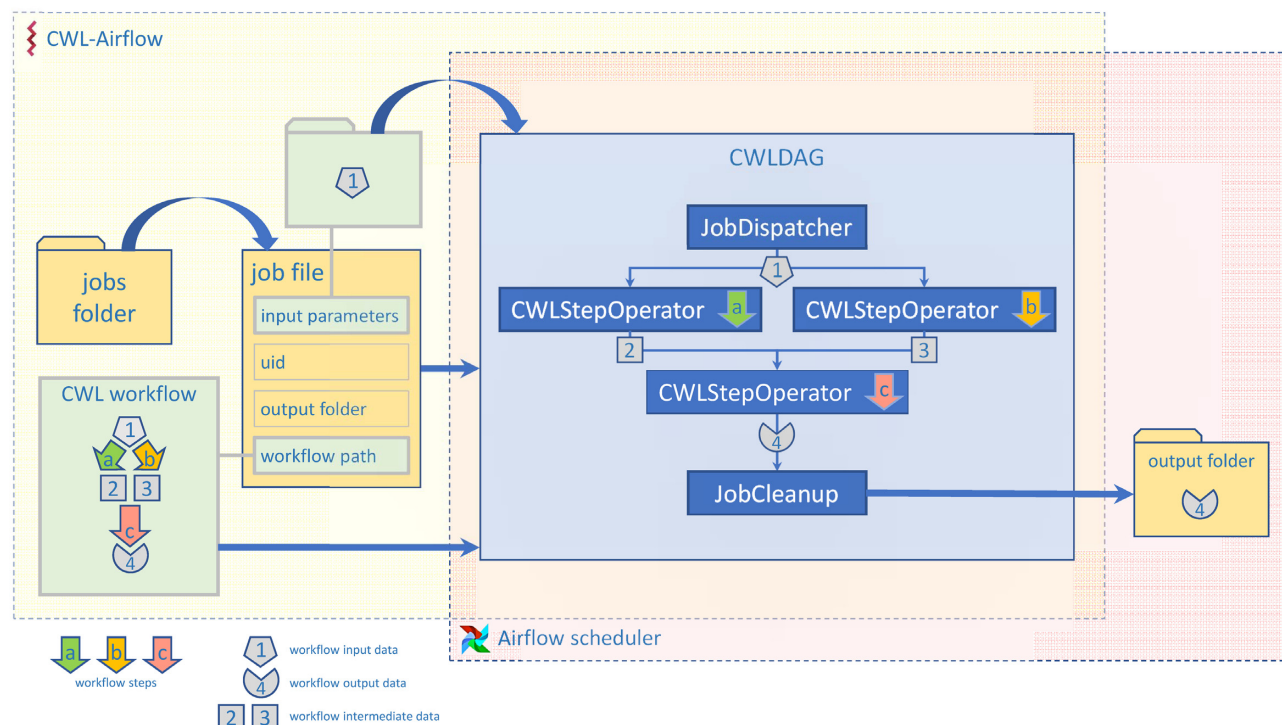 CWL-Airflow
1
CWLDAG
JobDispatcher
1
CWLStepOperator a
CWLStepOperator b
2
3
CWLStepOperator c
4
JobCleanup
jobs
folder
job file
input parameters
uid
output folder
workflow path
CWL workflow
1
a b
2 3
c
4
output folder
4
Airflow scheduler
a b c
workflow steps
1 workflow input data
4 workflow output data
2 3 workflow intermediate data